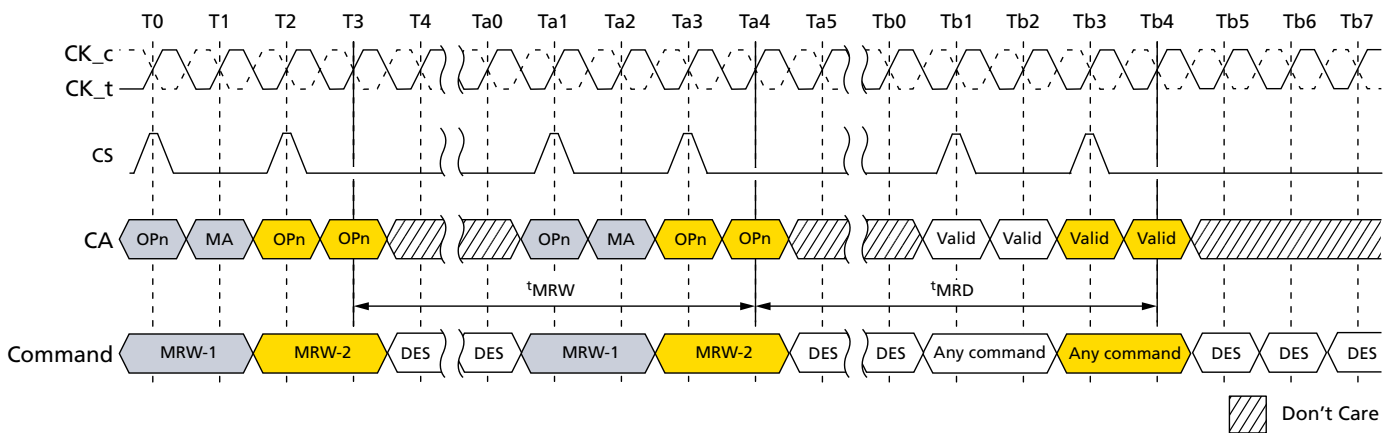 T0 T1 T2 T3 T4 Ta0 Ta1 Ta2 Ta3 Ta4 Ta5 Tb0 Tb1 Tb2 Tb3 Tb4 Tb5 Tb6 Tb7
CK_c
CK_t
CS
CA OPn MA OPn OPn OPn MA OPn OPn Valid Valid Valid Valid
tMRW tMRD
Command MRW-1 MRW-2 DES DES MRW-1 MRW-2 DES DES Any command Any command DES DES DES
Don't Care